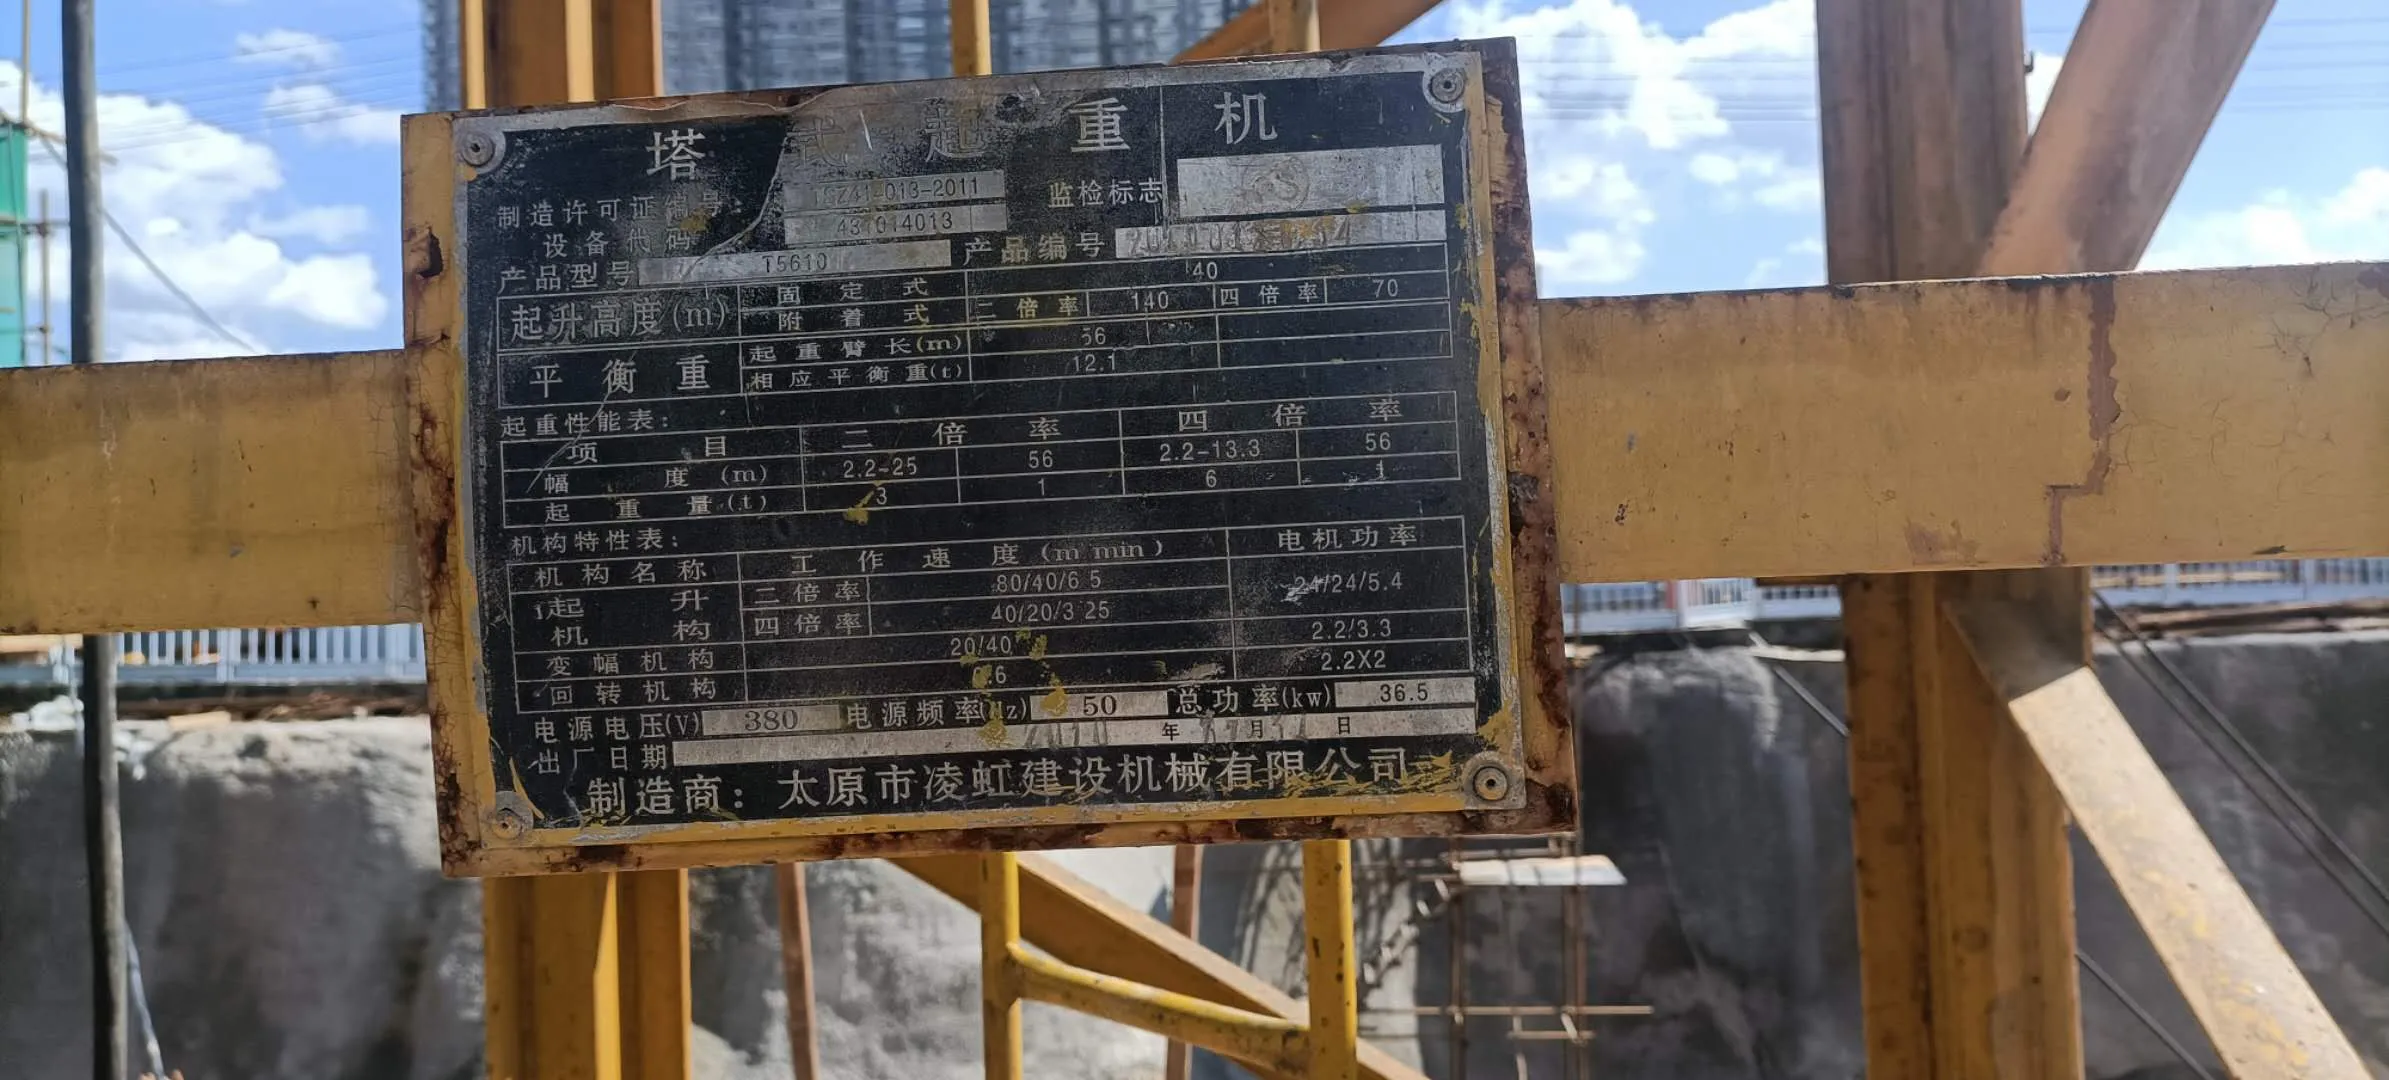 塔式起重机
制造许可证编号: TSZ41-013-2011 监检标志
设备代码 431014013
产品型号 T5610 产品编号
起升高度(m) 固定式 40
附着式 二倍率 140 四倍率 70
平衡重 起重臂长(m) 56
相应平衡重(t) 12.1
起重性能表:
项目 二倍率 四倍率
幅度(m) 2.2-25 56 2.2-13.3 56
起重量(t) 3 1 6 1
机构特性表:
机构名称 工作速度(m min) 电机功率
起升机构 二倍率 80/40/6 5 24/24/5.4
四倍率 40/20/3 25
变幅机构 20/40 2.2/3.3
回转机构 0.6 2.2X2
电源电压(V) 380 电源频率(Hz) 50 总功率(kw) 36.5
出厂日期 2010 年 月 日
制造商: 太原市凌虹建设机械有限公司